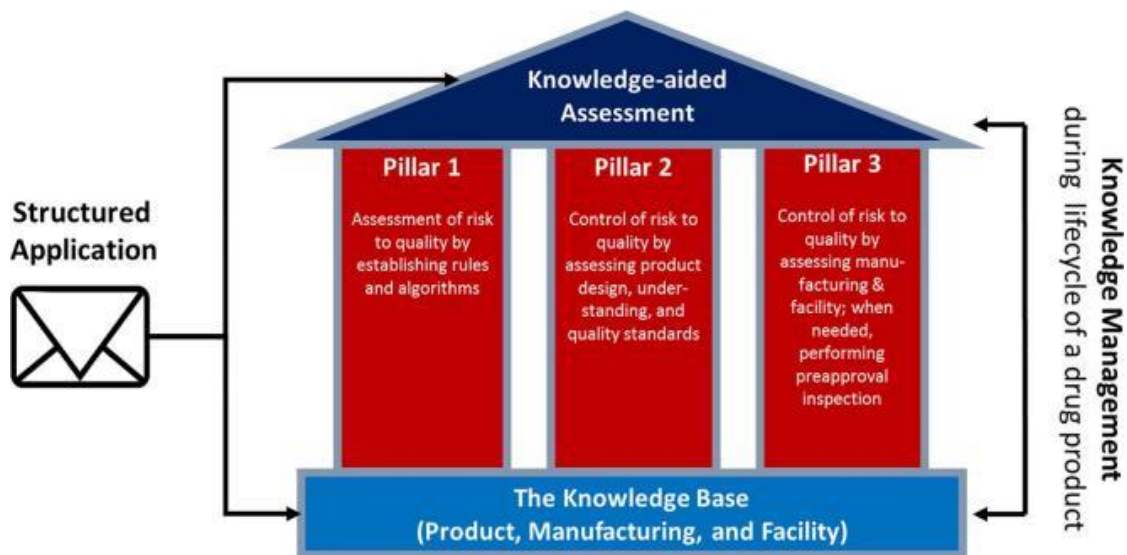 Knowledge-aided
Assessment
Structured
Application
Pillar 1
Assessment of risk
to quality by
establishing rules
and algorithms
Pillar 2
Control of risk to
quality by
assessing product
design, under-
standing, and
quality standards
Pillar 3
Control of risk to
quality by
assessing manu-
facturing &
facility; when
needed,
performing
preapproval
inspection
The Knowledge Base
(Product, Manufacturing, and Facility)
Knowledge Management
during lifecycle of a drug product